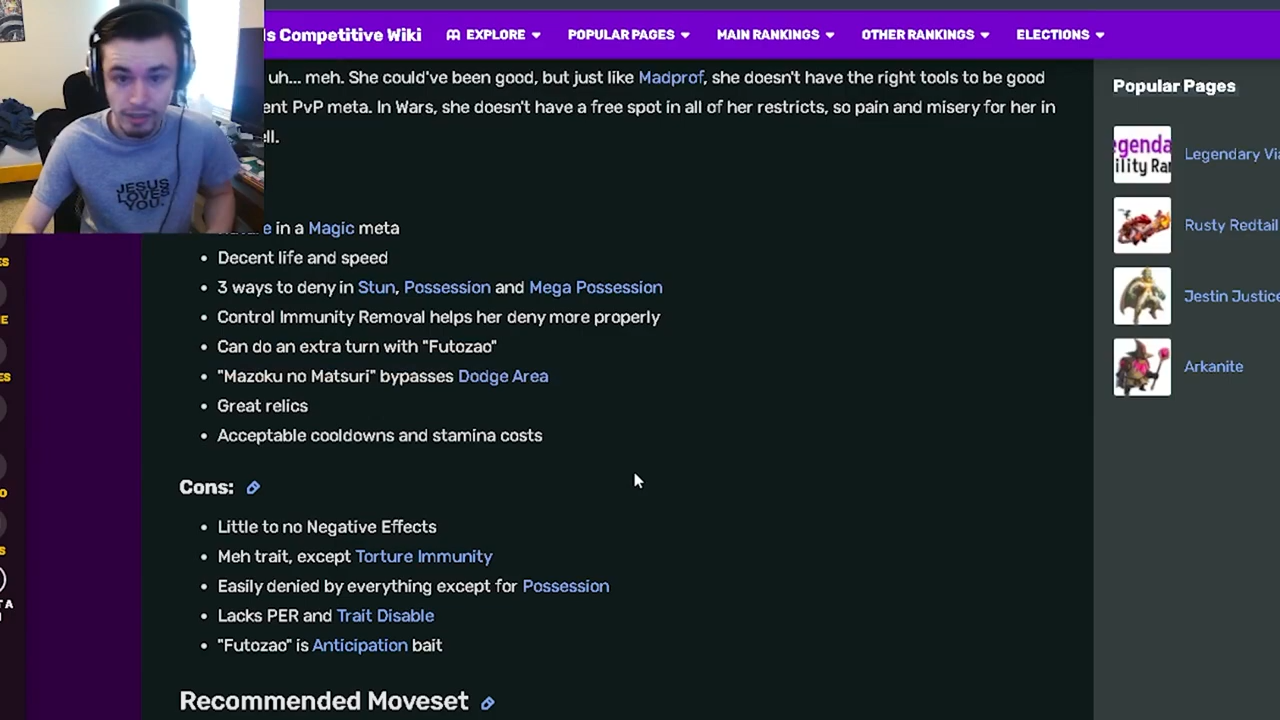 ls Competitive Wiki
EXPLORE
POPULAR PAGES
MAIN RANKINGS
OTHER RANKINGS
ELECTIONS
uh... meh. She could've been good, but just like Madprof, she doesn't have the right tools to be good
ent PvP meta. In Wars, she doesn't have a free spot in all of her restricts, so pain and misery for her in
ell.
JESUS
LOVES
YOU.
in a Magic meta
Decent life and speed
3 ways to deny in Stun, Possession and Mega Possession
Control Immunity Removal helps her deny more properly
Can do an extra turn with "Futozao"
"Mazoku no Matsuri" bypasses Dodge Area
Great relics
Acceptable cooldowns and stamina costs
Cons:
Little to no Negative Effects
Meh trait, except Torture Immunity
Easily denied by everything except for Possession
Lacks PER and Trait Disable
"Futozao" is Anticipation bait
Recommended Moveset
Popular Pages
egenda
ility Ra
Legendary Via
Rusty Redtail
Jestin Justice
Arkanite